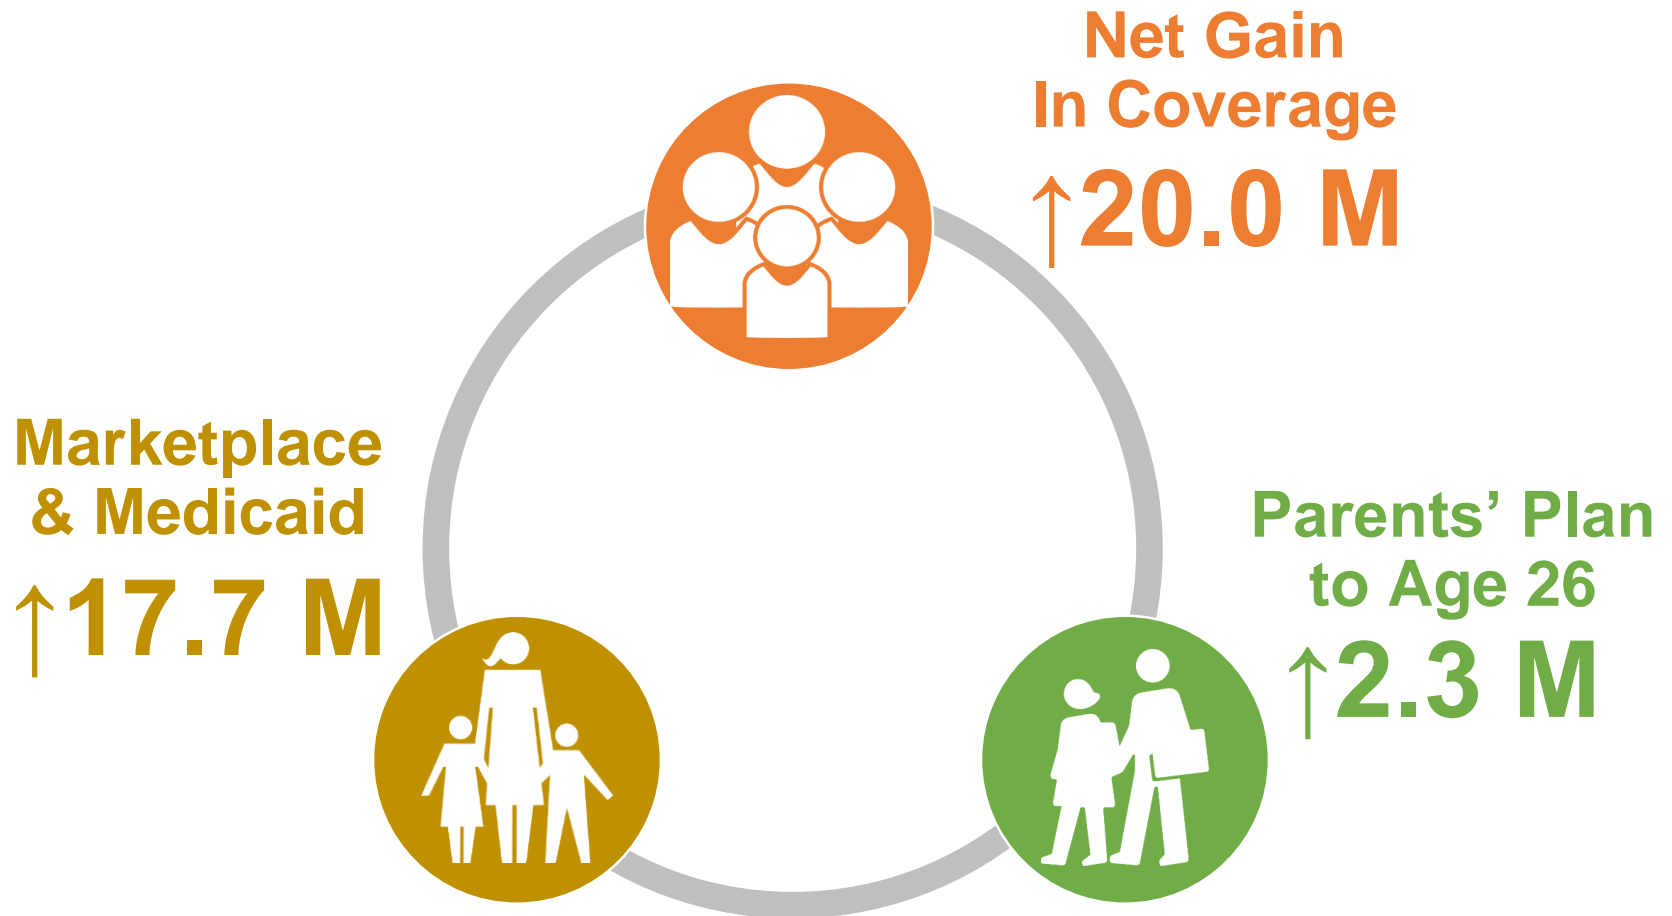 Net Gain
In Coverage
↑20.0 M
Marketplace
& Medicaid
↑17.7 M
Parents’ Plan
to Age 26
↑2.3 M